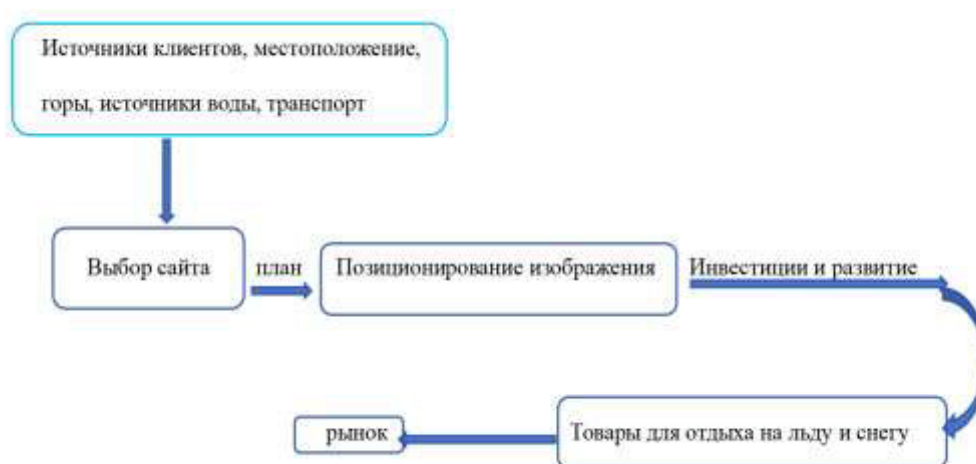 Источники клиентов, местоположение,
горы, источники воды, транспорт
Выбор сайта
план
Позиционирование изображения
Инвестиции и развитие
Товары для отдыха на льду и снегу
рынок